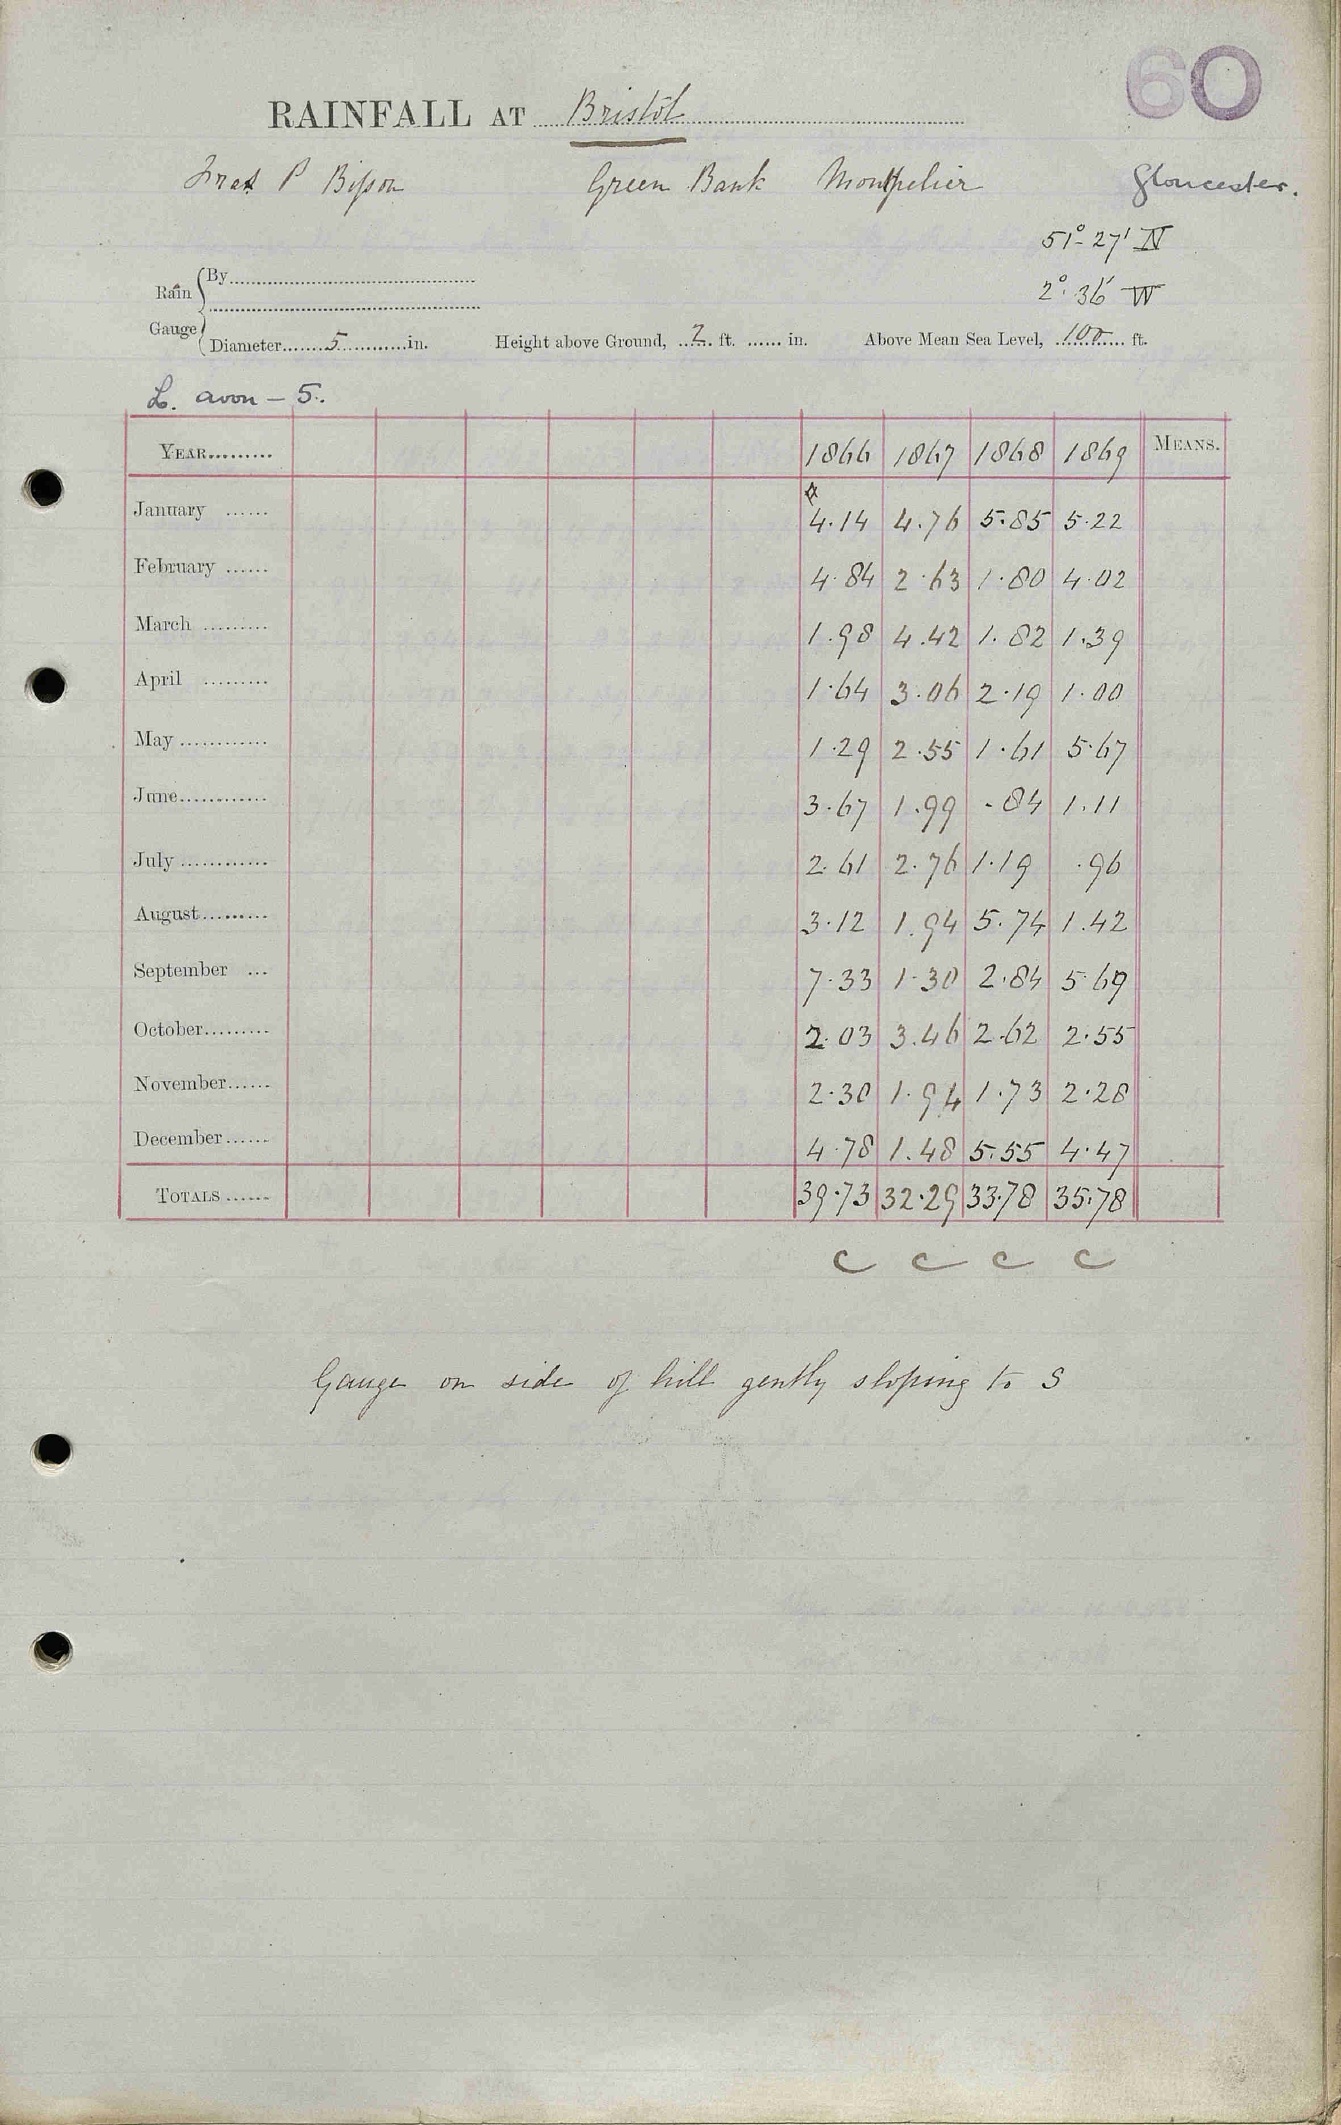 60
RAINFALL AT Bristol
P Green Bank Montpelier Gloucester.
51° 27' N
2° 36' W
Rain Gauge
By
Diameter 5 in. Height above Ground, 2 ft. in. Above Mean Sea Level, 100 ft.
L. Avon - 5.
YEAR 1866 1867 1868 1869 MEANS.
January 4.14 4.76 5.85 5.22
February 4.84 2.63 1.80 4.02
March 1.98 4.42 1.82 1.39
April 1.64 3.06 2.19 1.00
May 1.29 2.55 1.61 5.67
June 3.67 1.99 .84 1.11
July 2.61 2.76 1.19 .96
August 3.12 1.94 5.74 1.42
September 7.33 1.30 2.84 5.69
October 2.03 3.46 2.62 2.55
November 2.30 1.94 1.73 2.28
December 4.78 1.48 5.55 4.47
TOTALS 39.73 32.29 33.78 35.78
C C C C
Gauge on side of hill gently sloping to S